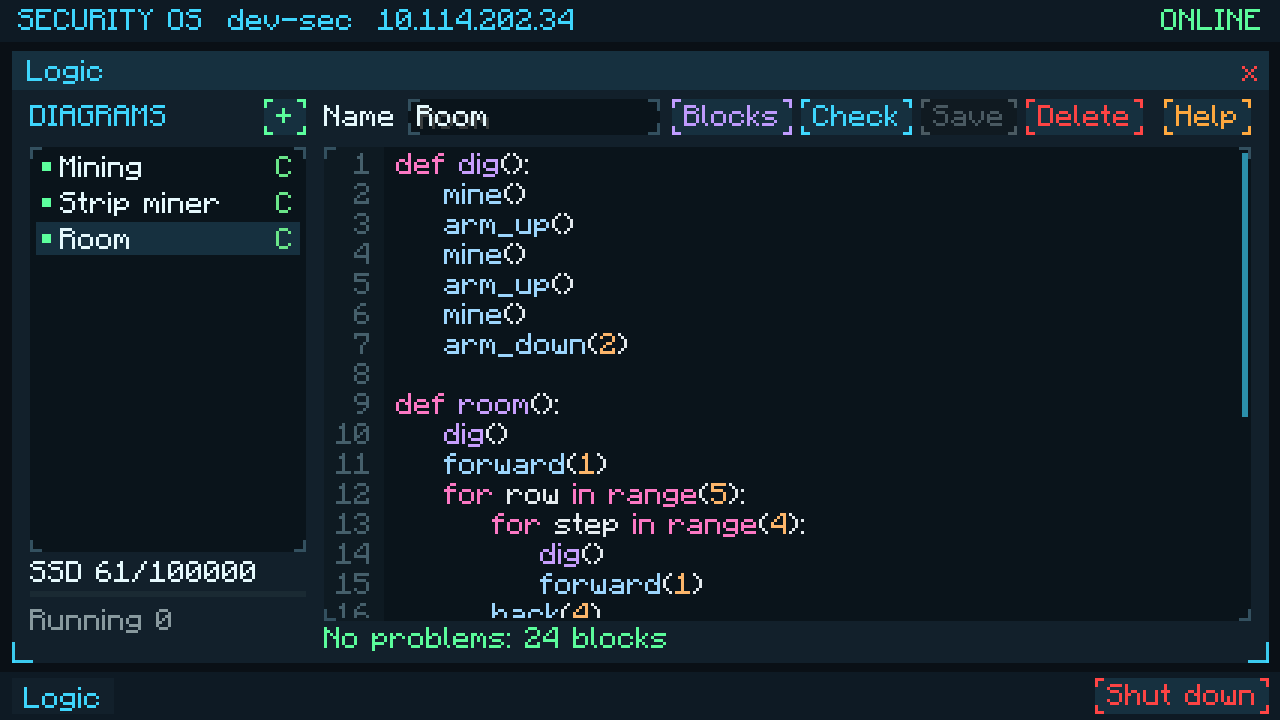 SECURITY OS dev-sec 10.114.202.34 ONLINE
Logic x
DIAGRAMS [+] Name Room [Blocks] [Check] [Save] [Delete] [Help]
Mining C
Strip miner C
Room C
SSD 61/100000
Running 0
1 def dig():
2 mine()
3 arm_up()
4 mine()
5 arm_up()
6 mine()
7 arm_down(2)
8
9 def room():
10 dig()
11 forward(1)
12 for row in range(5):
13 for step in range(4):
14 dig()
15 forward(1)
16 back(4)
No problems: 24 blocks
Logic [Shut down]